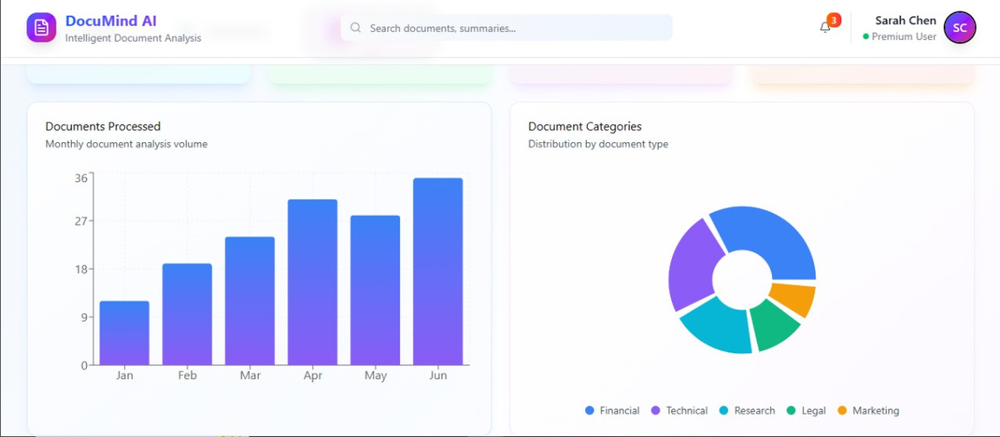 DocuMind AI
Intelligent Document Analysis
Search documents, summaries...
3
Sarah Chen
Premium User
SC
Documents Processed
Monthly document analysis volume
36
27
18
9
0
Jan Feb Mar Apr May Jun
Document Categories
Distribution by document type
Financial Technical Research Legal Marketing